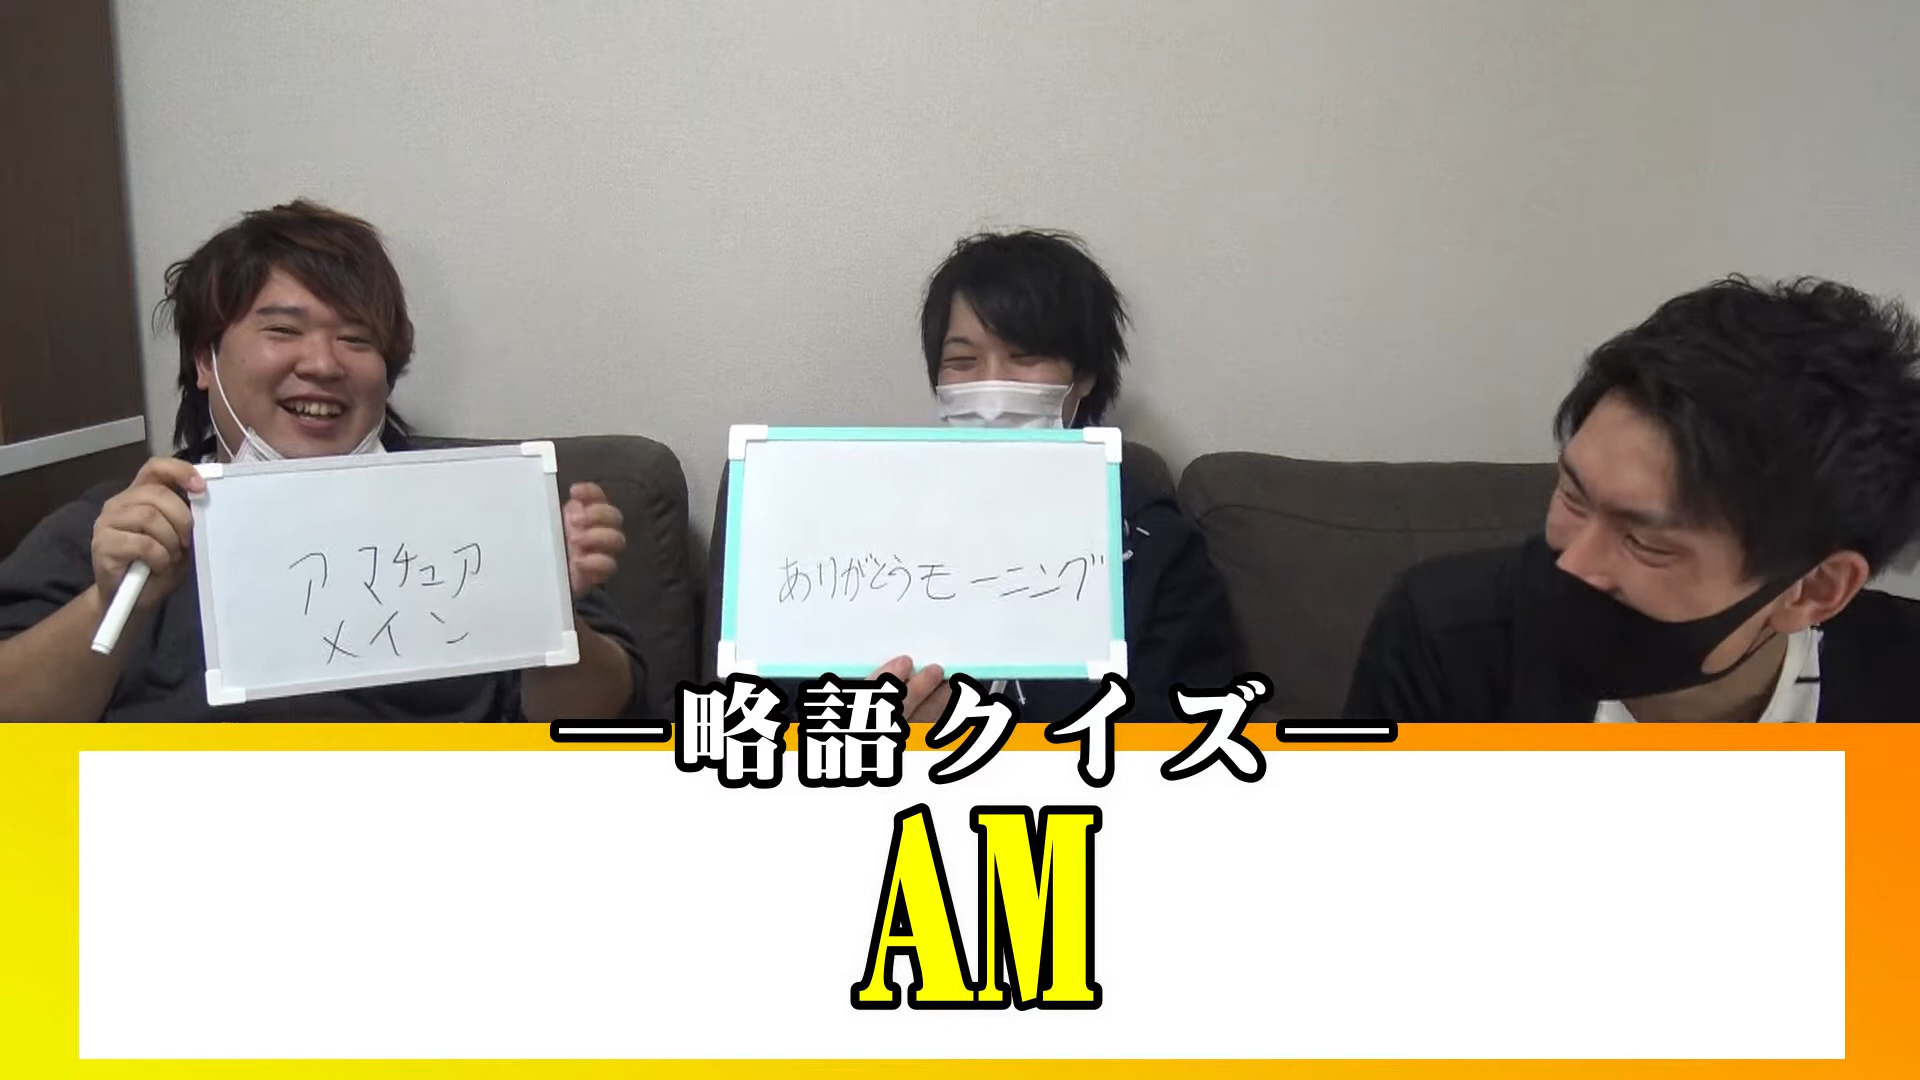 アマチュア
メイン
ありがとうモーニング
―略語クイズ―
AM